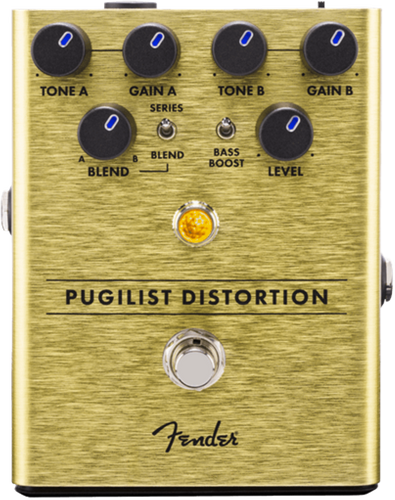 TONE A GAIN A TONE B GAIN B
SERIES
A B BLEND BASS
BLEND BOOST LEVEL
PUGILIST DISTORTION
Fender